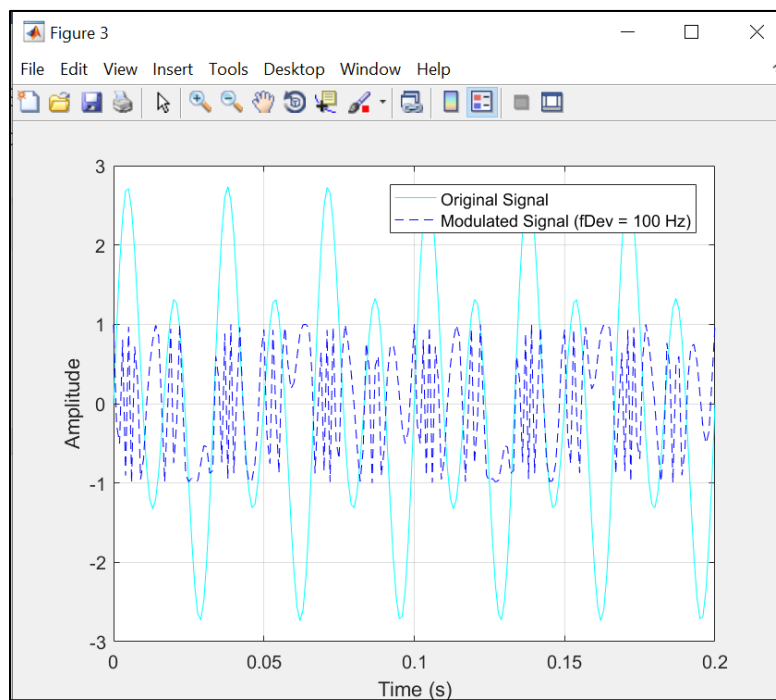 Figure 3
File Edit View Insert Tools Desktop Window Help
3
Original Signal
Modulated Signal (fDev = 100 Hz)
2
1
0
-1
-2
-3
Amplitude
0 0.05 0.1 0.15 0.2
Time (s)